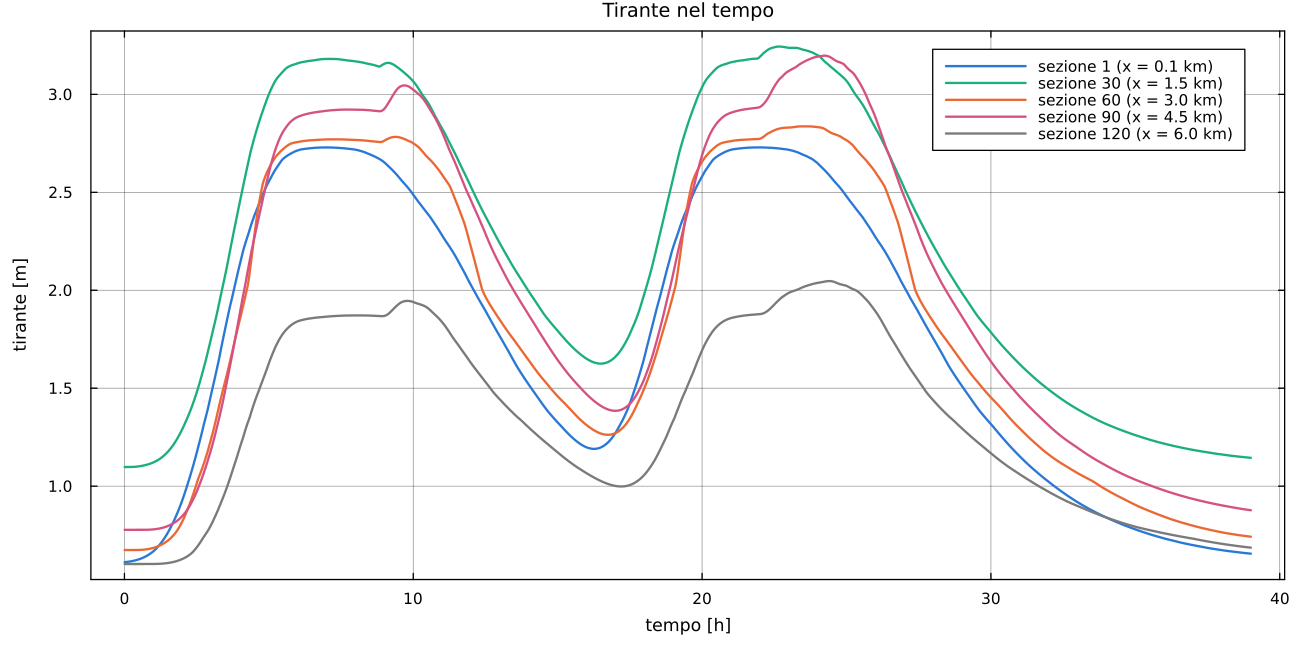 Tirante nel tempo
tirante [m]
3.0
2.5
2.0
1.5
1.0
sezione 1 (x = 0.1 km)
sezione 30 (x = 1.5 km)
sezione 60 (x = 3.0 km)
sezione 90 (x = 4.5 km)
sezione 120 (x = 6.0 km)
0 10 20 30 40
tempo [h]